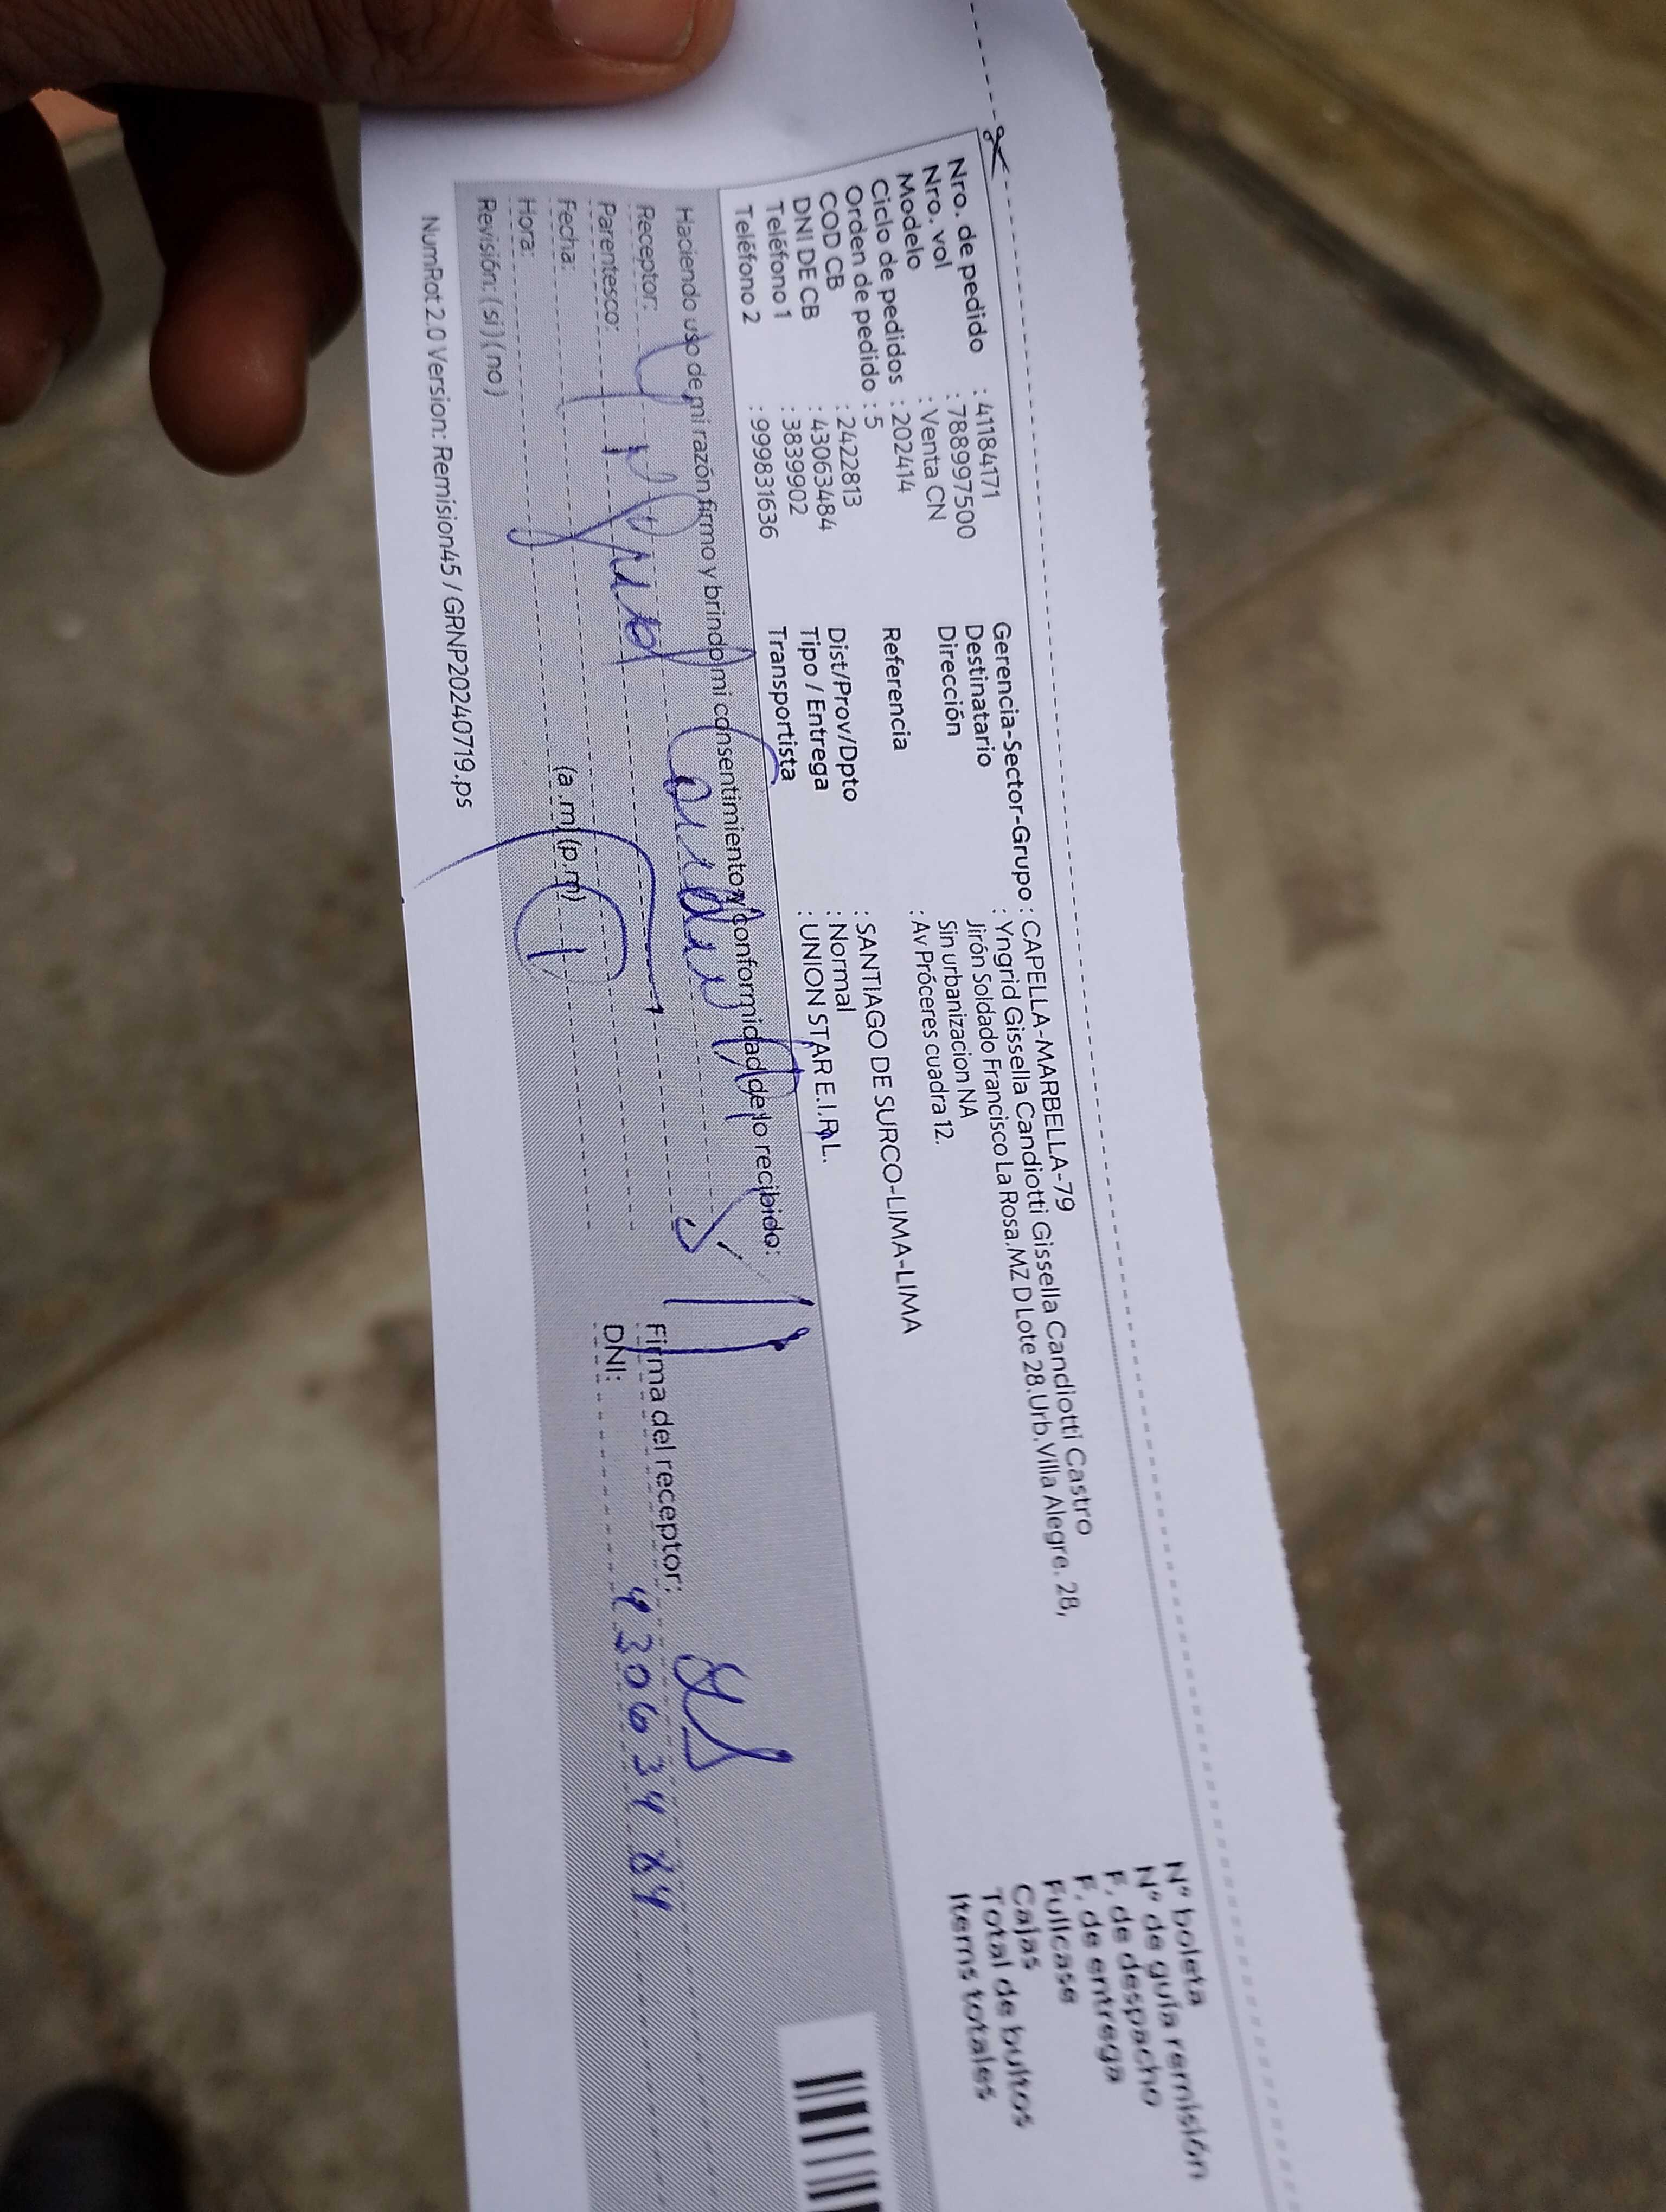 Nro. de pedido : 41184171
Nro. vol : 788997500
Modelo : Venta CN
Ciclo de pedidos : 202414
Orden de pedido : 5
COD CB : 2422813
DNI DE CB : 43063484
Teléfono 1 : 3839902
Teléfono 2 : 999831636
Gerencia-Sector-Grupo : CAPELLA-MARBELLA-79
Destinatario : Yngrid Gissella Candiotti Gissella Candiotti Castro
Dirección Jirón Soldado Francisco La Rosa.MZ D Lote 28.Urb.Villa Alegre. 28,
Sin urbanizacion NA
Referencia : Av Próceres cuadra 12.
Dist/Prov/Dpto : SANTIAGO DE SURCO-LIMA-LIMA
Tipo / Entrega : Normal
Transportista : UNION STAR E.I.R.L.
Nº boleta
Nº de guía remisión
F. de despacho
F. de entrega
Fullcase
Cajas
Total de bultos
Items totales
Haciendo uso de mi razón firmo y brindo mi consentimiento y conformidad de lo recibido:
Receptor:
Parentesco:
Fecha:
Hora: (a.m) (p.m)
Revisión: (si) (no)
Firma del receptor:
DNI: 43063484
NumRot 2.0 Version: Remision45 / GRNP20240719.ps